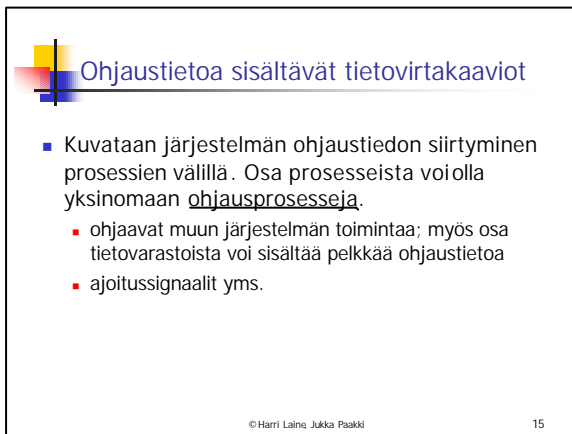 Ohjaustietoa sisältävät tietovirtakaaviot
Kuvataan järjestelmän ohjaustiedon siirtyminen
prosessien välillä. Osa prosesseista voi olla
yksinomaan ohjausprosesseja.
ohjaavat muun järjestelmän toimintaa; myös osa
tietovarastoista voi sisältää pelkkää ohjaustietoa
ajoitussignaalit yms.
©Harri Laine, Jukka Paakki 15